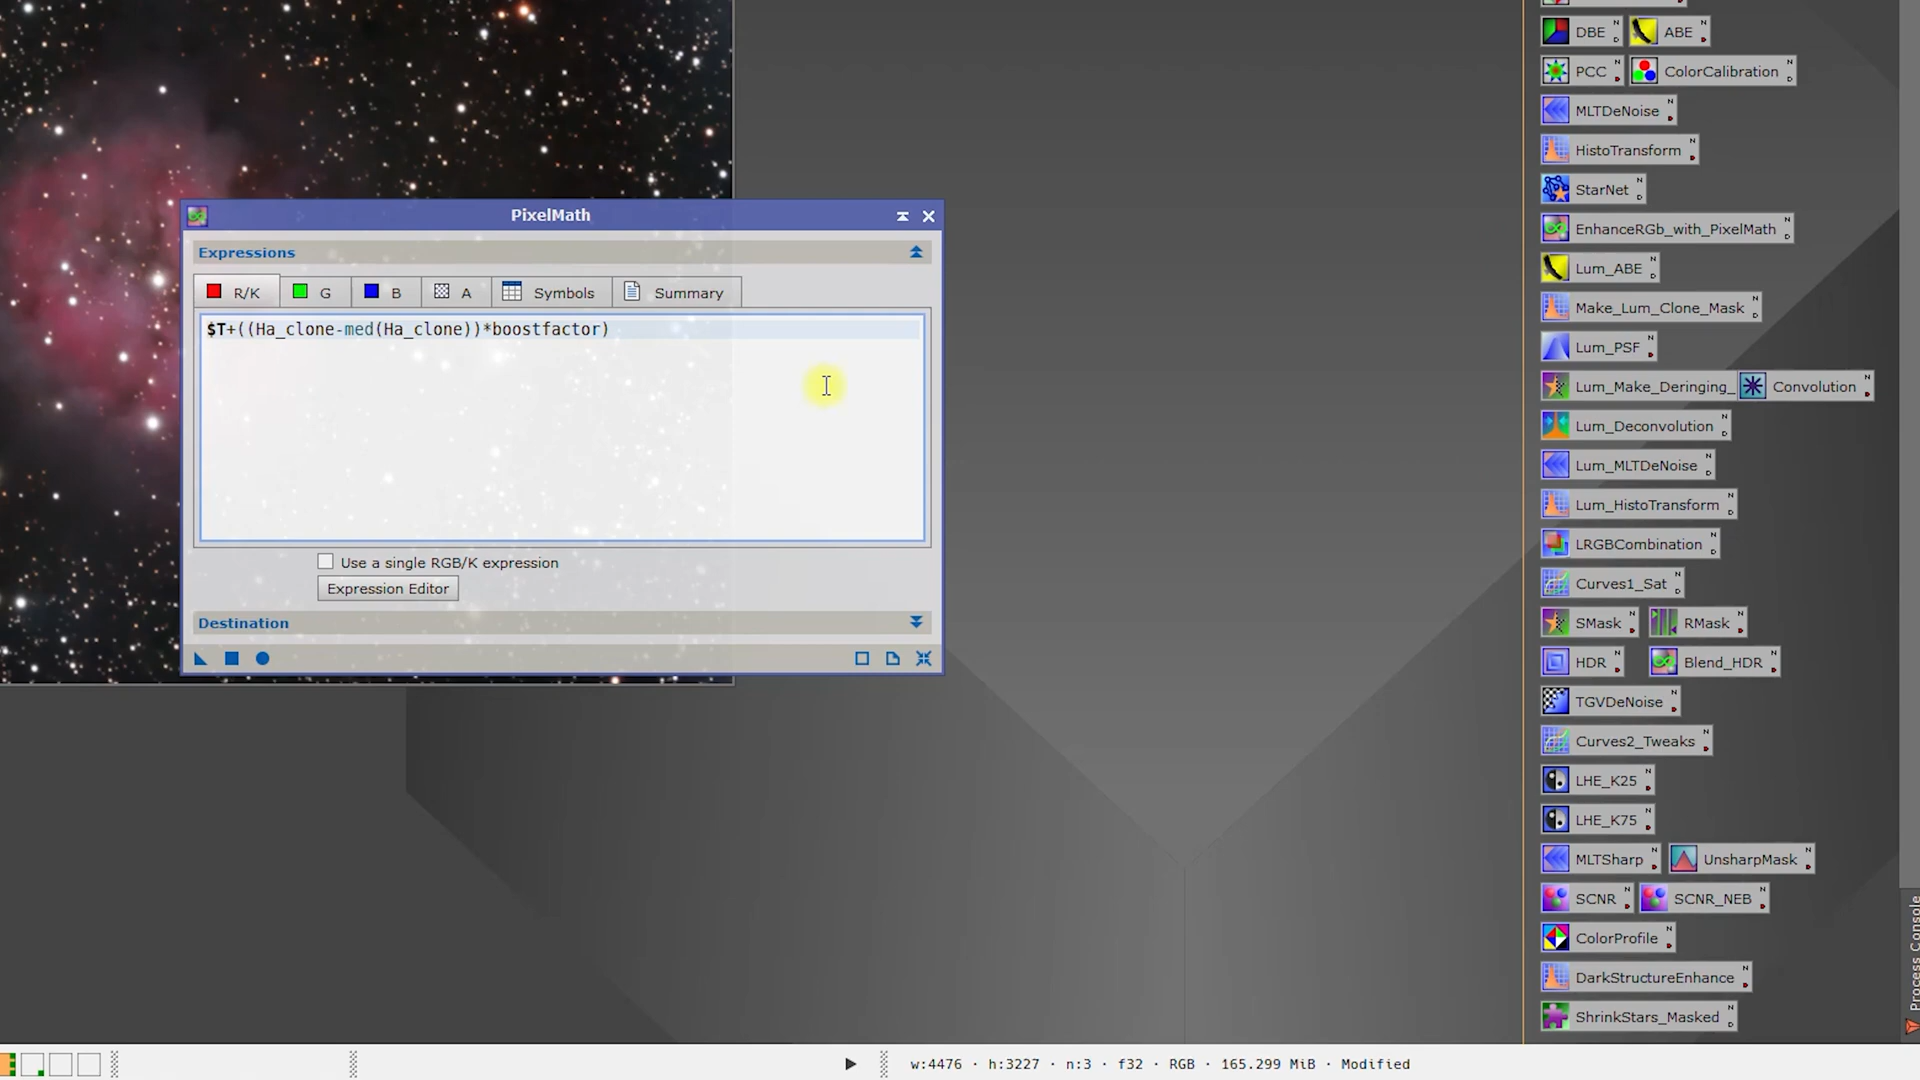 DBE
ABE
PCC
ColorCalibration
MLTDeNoise
HistoTransform
StarNet
EnhanceRGb_with_PixelMath
Lum_ABE
Make_Lum_Clone_Mask
Lum_PSF
Lum_Make_Deringing_
Convolution
Lum_Deconvolution
Lum_MLTDeNoise
Lum_HistoTransform
LRGBCombination
Curves1_Sat
SMask
RMask
HDR
Blend_HDR
TGVDeNoise
Curves2_Tweaks
LHE_K25
LHE_K75
MLTSharp
UnsharpMask
SCNR
SCNR_NEB
ColorProfile
DarkStructureEnhance
ShrinkStars_Masked
PixelMath
Expressions
R/K G B A Symbols Summary
$T+((Ha_clone-med(Ha_clone))*boostfactor)
Use a single RGB/K expression
Expression Editor
Destination
Process Console
w:4476 · h:3227 · n:3 · f32 · RGB · 165.299 MiB · Modified